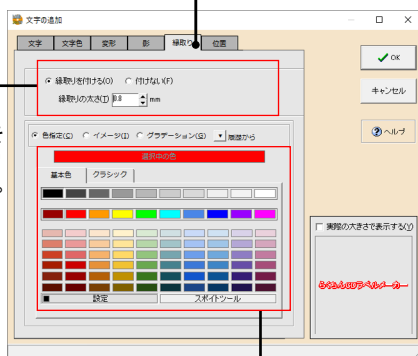 文字の追加
文字 文字色 変形 影 縁取り 位置
縁取りを付ける(O) 付けない(F)
縁取りの太さ(T) 0.8 mm
色指定(C) イメージ(I) グラデーション(G) 履歴から
選択中の色
基本色 クラシック
設定 スポイトツール
OK
キャンセル
ヘルプ
実際の大きさで表示する(Y)
らくちんCDラベルメーカー